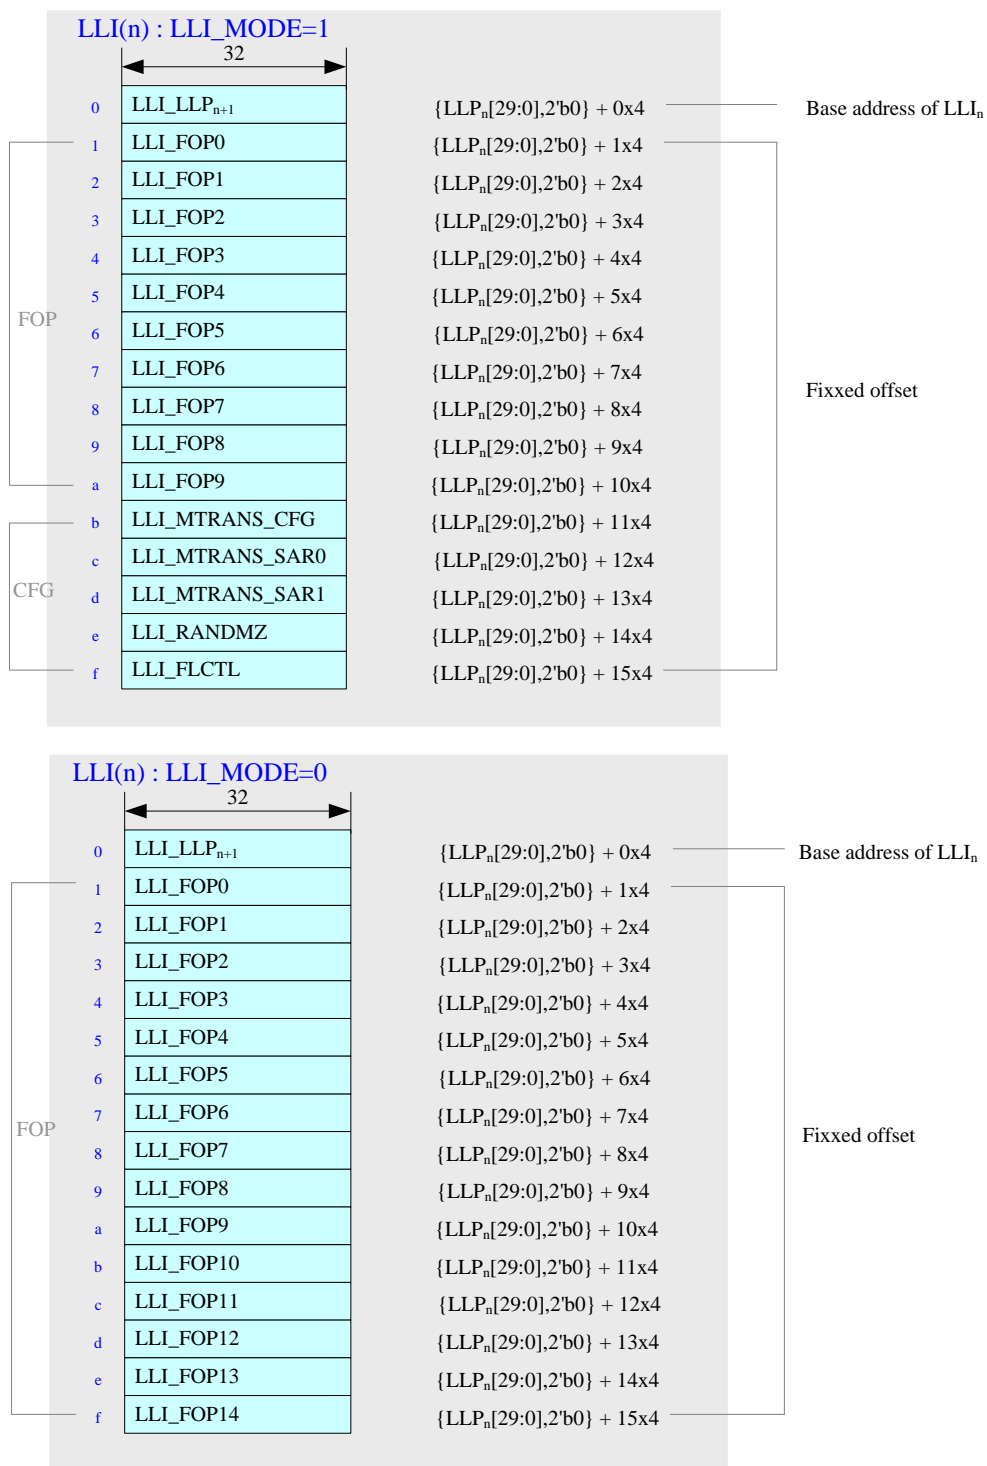 LLI(n) : LLI_MODE=1
32
0 LLI_LLPn+1 {LLPn[29:0],2'b0} + 0x4 Base address of LLIn
1 LLI_FOP0 {LLPn[29:0],2'b0} + 1x4
2 LLI_FOP1 {LLPn[29:0],2'b0} + 2x4
3 LLI_FOP2 {LLPn[29:0],2'b0} + 3x4
4 LLI_FOP3 {LLPn[29:0],2'b0} + 4x4
5 LLI_FOP4 {LLPn[29:0],2'b0} + 5x4
FOP
6 LLI_FOP5 {LLPn[29:0],2'b0} + 6x4
7 LLI_FOP6 {LLPn[29:0],2'b0} + 7x4
Fixxed offset
8 LLI_FOP7 {LLPn[29:0],2'b0} + 8x4
9 LLI_FOP8 {LLPn[29:0],2'b0} + 9x4
a LLI_FOP9 {LLPn[29:0],2'b0} + 10x4
b LLI_MTRANS_CFG {LLPn[29:0],2'b0} + 11x4
c LLI_MTRANS_SAR0 {LLPn[29:0],2'b0} + 12x4
CFG
d LLI_MTRANS_SAR1 {LLPn[29:0],2'b0} + 13x4
e LLI_RANDMZ {LLPn[29:0],2'b0} + 14x4
f LLI_FLCTL {LLPn[29:0],2'b0} + 15x4
LLI(n) : LLI_MODE=0
32
0 LLI_LLPn+1 {LLPn[29:0],2'b0} + 0x4 Base address of LLIn
1 LLI_FOP0 {LLPn[29:0],2'b0} + 1x4
2 LLI_FOP1 {LLPn[29:0],2'b0} + 2x4
3 LLI_FOP2 {LLPn[29:0],2'b0} + 3x4
4 LLI_FOP3 {LLPn[29:0],2'b0} + 4x4
5 LLI_FOP4 {LLPn[29:0],2'b0} + 5x4
6 LLI_FOP5 {LLPn[29:0],2'b0} + 6x4
7 LLI_FOP6 {LLPn[29:0],2'b0} + 7x4
FOP
Fixxed offset
8 LLI_FOP7 {LLPn[29:0],2'b0} + 8x4
9 LLI_FOP8 {LLPn[29:0],2'b0} + 9x4
a LLI_FOP9 {LLPn[29:0],2'b0} + 10x4
b LLI_FOP10 {LLPn[29:0],2'b0} + 11x4
c LLI_FOP11 {LLPn[29:0],2'b0} + 12x4
d LLI_FOP12 {LLPn[29:0],2'b0} + 13x4
e LLI_FOP13 {LLPn[29:0],2'b0} + 14x4
f LLI_FOP14 {LLPn[29:0],2'b0} + 15x4